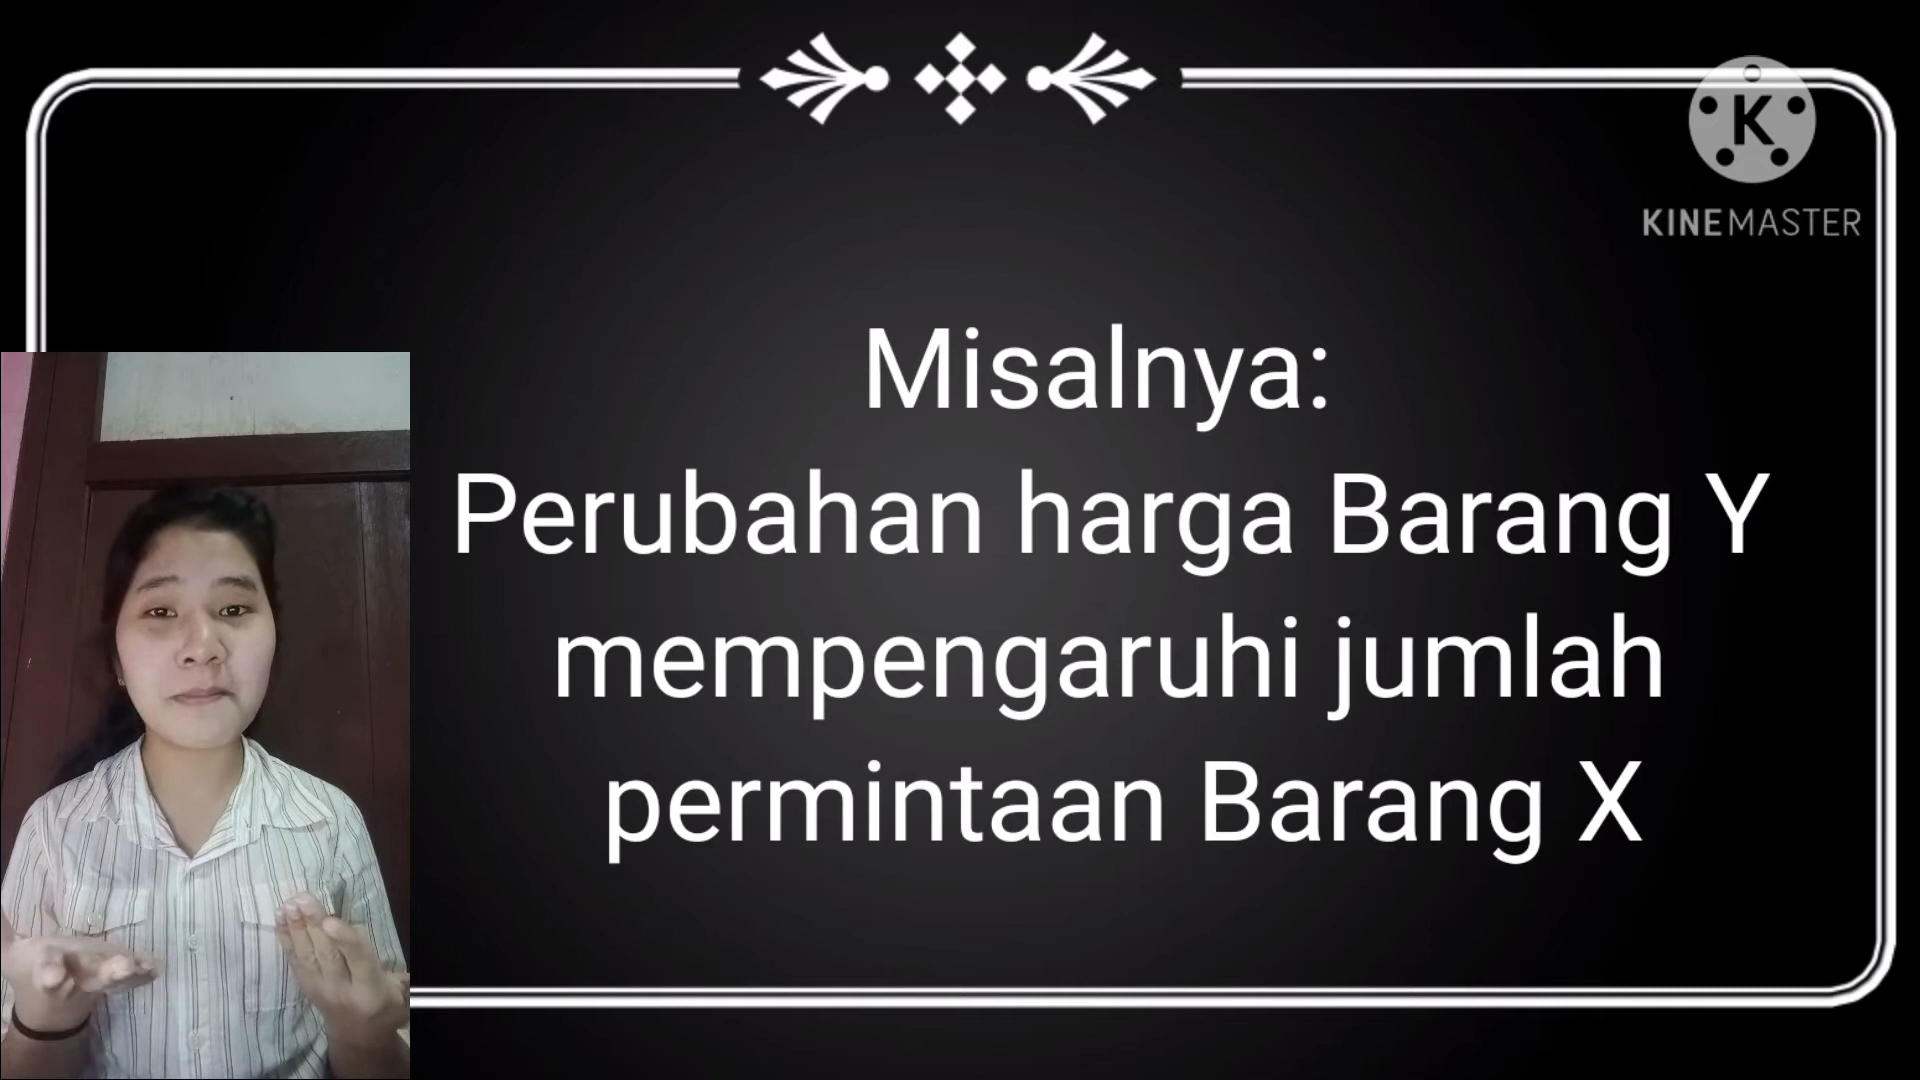 K
KINEMASTER
Misalnya:
Perubahan harga Barang Y
mempengaruhi jumlah
permintaan Barang X